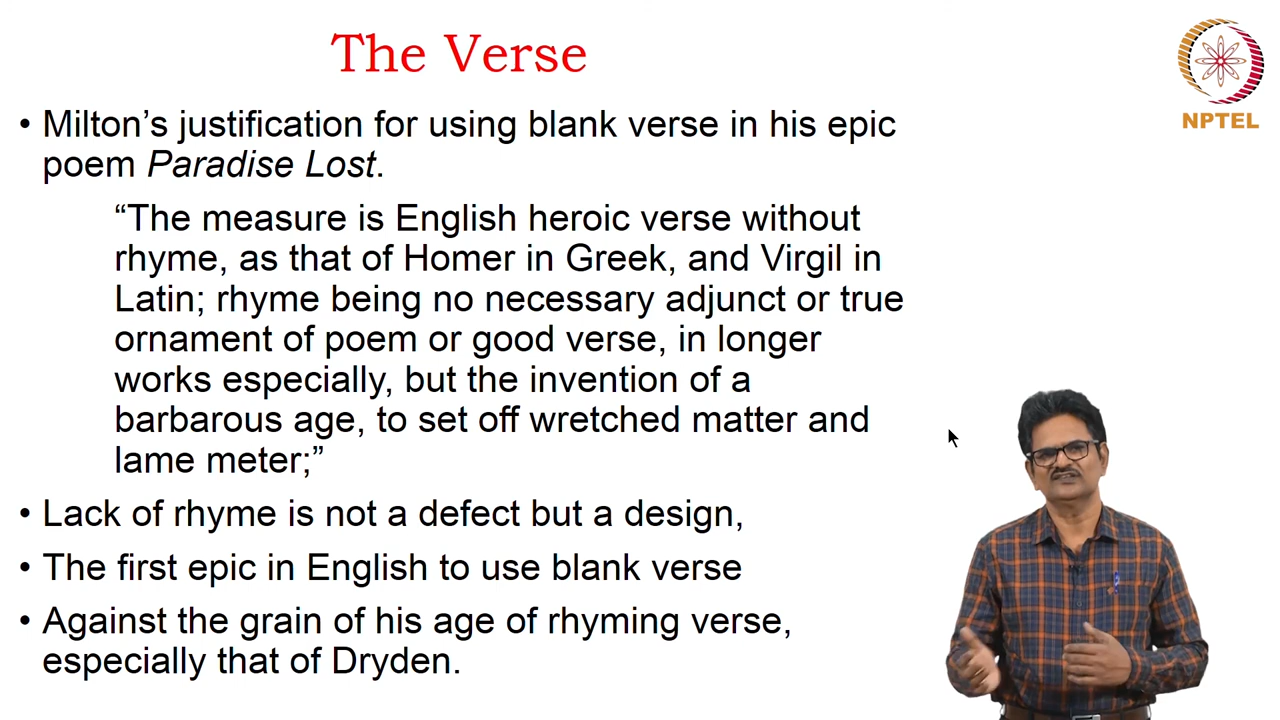 The Verse
NPTEL
• Milton’s justification for using blank verse in his epic
poem Paradise Lost.
“The measure is English heroic verse without
rhyme, as that of Homer in Greek, and Virgil in
Latin; rhyme being no necessary adjunct or true
ornament of poem or good verse, in longer
works especially, but the invention of a
barbarous age, to set off wretched matter and
lame meter;”
• Lack of rhyme is not a defect but a design,
• The first epic in English to use blank verse
• Against the grain of his age of rhyming verse,
especially that of Dryden.